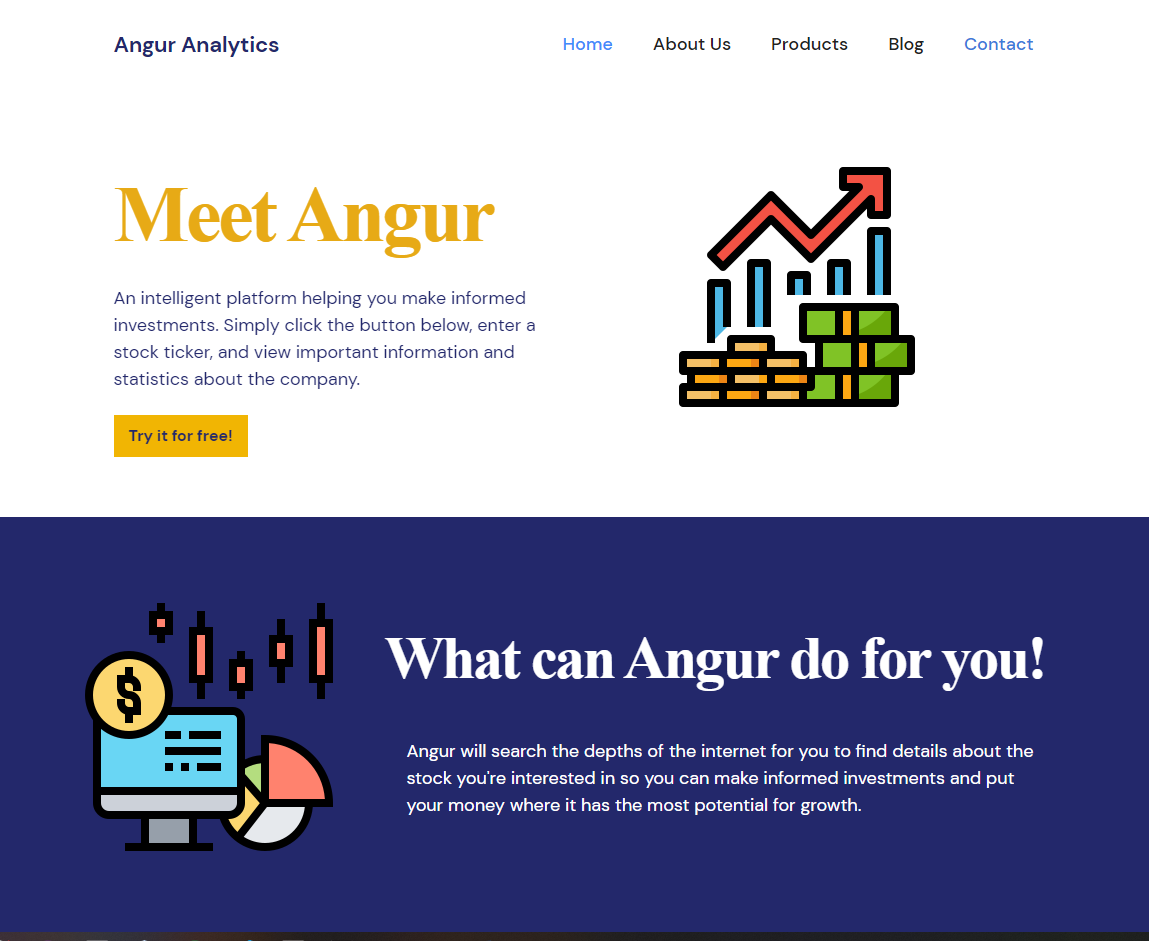 Angur Analytics
Home About Us Products Blog Contact
Meet Angur
An intelligent platform helping you make informed
investments. Simply click the button below, enter a
stock ticker, and view important information and
statistics about the company.
Try it for free!
$
What can Angur do for you!
Angur will search the depths of the internet for you to find details about the
stock you're interested in so you can make informed investments and put
your money where it has the most potential for growth.